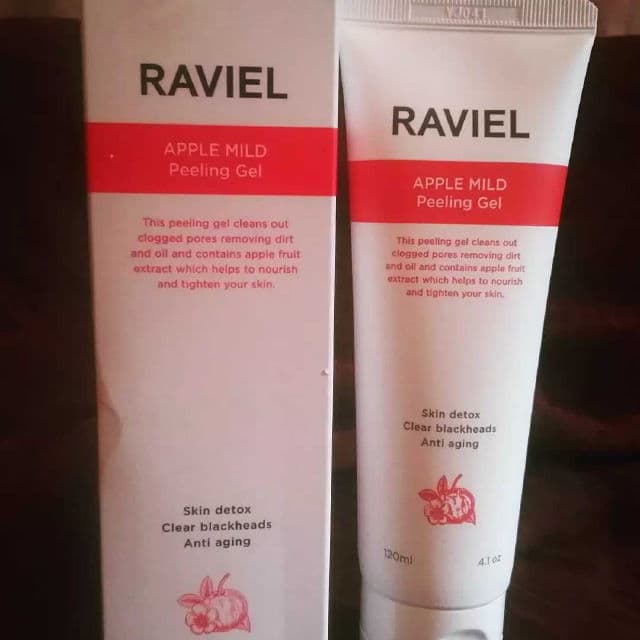 RAVIEL
APPLE MILD
Peeling Gel
This peeling gel cleans out
clogged pores removing dirt
and oil and contains apple fruit
extract which helps to nourish
and tighten your skin.
Skin detox
Clear blackheads
Anti aging
YJ041
RAVIEL
APPLE MILD
Peeling Gel
This peeling gel cleans out
clogged pores removing dirt
and oil and contains apple fruit
extract which helps to nourish
and tighten your skin.
Skin detox
Clear blackheads
Anti aging
120ml 4.1 oz